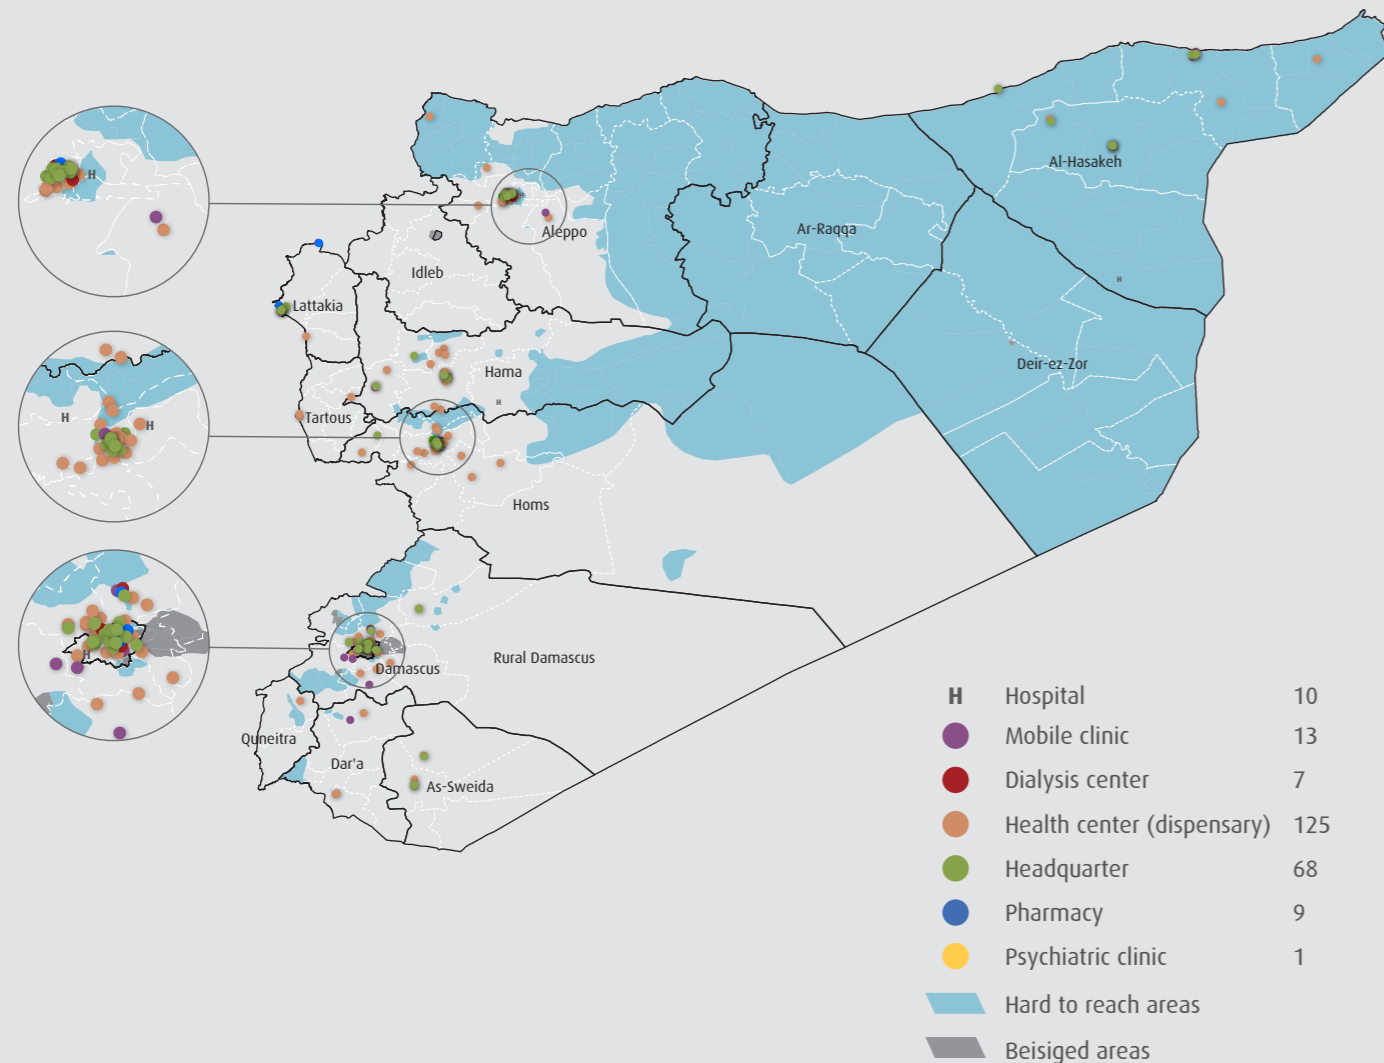 H
Al-Hasakeh
H
Ar-Raqqa
Aleppo
Idleb
H
Lattakia
Deir-ez-Zor
Hama
H
H
Tartous
H
Homs
H
Damascus
Rural Damascus
Quneitra
Dar'a
As-Sweida
H Hospital 10
Mobile clinic 13
Dialysis center 7
Health center (dispensary) 125
Headquarter 68
Pharmacy 9
Psychiatric clinic 1
Hard to reach areas
Beisiged areas